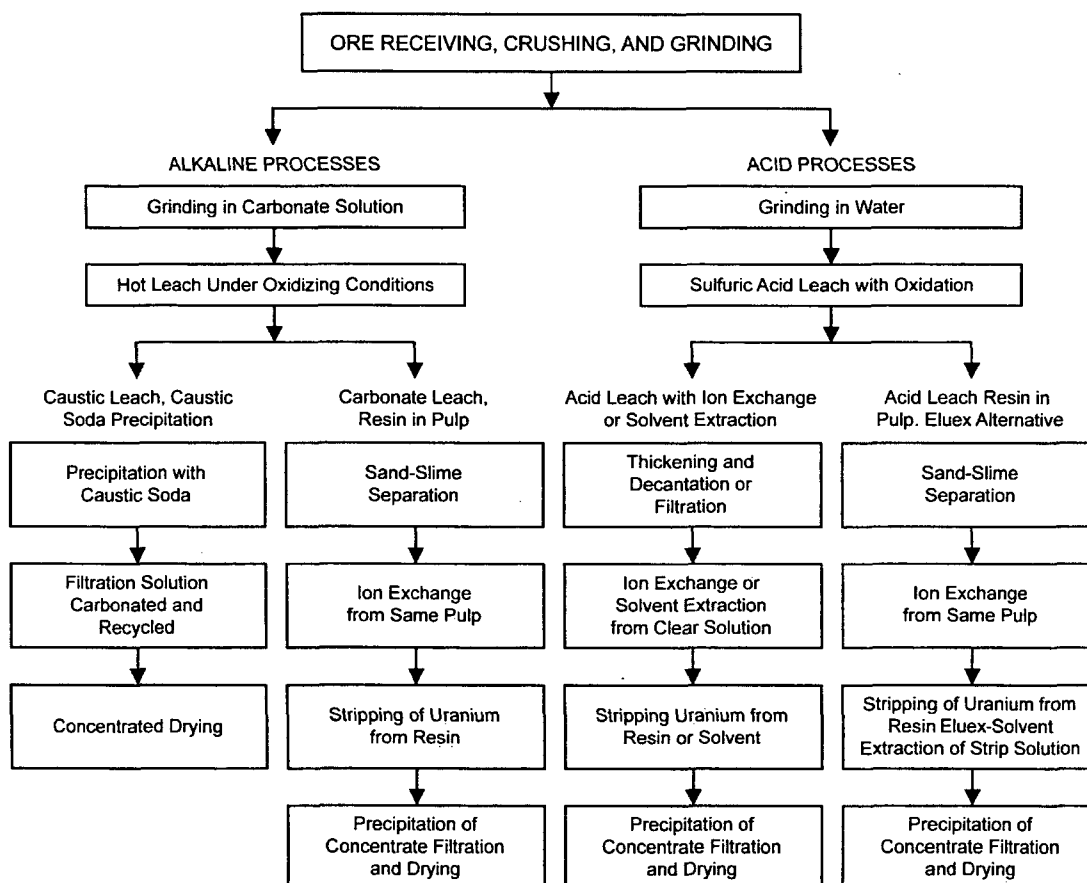 ORE RECEIVING, CRUSHING, AND GRINDING
ALKALINE PROCESSES
Grinding in Carbonate Solution
Hot Leach Under Oxidizing Conditions
ACID PROCESSES
Grinding in Water
Sulfuric Acid Leach with Oxidation
Caustic Leach, Caustic
Soda Precipitation
Precipitation with
Caustic Soda
Filtration Solution
Carbonated and
Recycled
Concentrated Drying
Carbonate Leach,
Resin in Pulp
Sand-Slime
Separation
Ion Exchange
from Same Pulp
Stripping of Uranium
from Resin
Precipitation of
Concentrate Filtration
and Drying
Acid Leach with Ion Exchange
or Solvent Extraction
Thickening and
Decantation or
Filtration
Ion Exchange or
Solvent Extraction
from Clear Solution
Stripping Uranium from
Resin or Solvent
Precipitation of
Concentrate Filtration
and Drying
Acid Leach Resin in
Pulp. Eluex Alternative
Sand-Slime
Separation
Ion Exchange
from Same Pulp
Stripping of Uranium from
Resin Eluex-Solvent
Extraction of Strip Solution
Precipitation of
Concentrate Filtration
and Drying